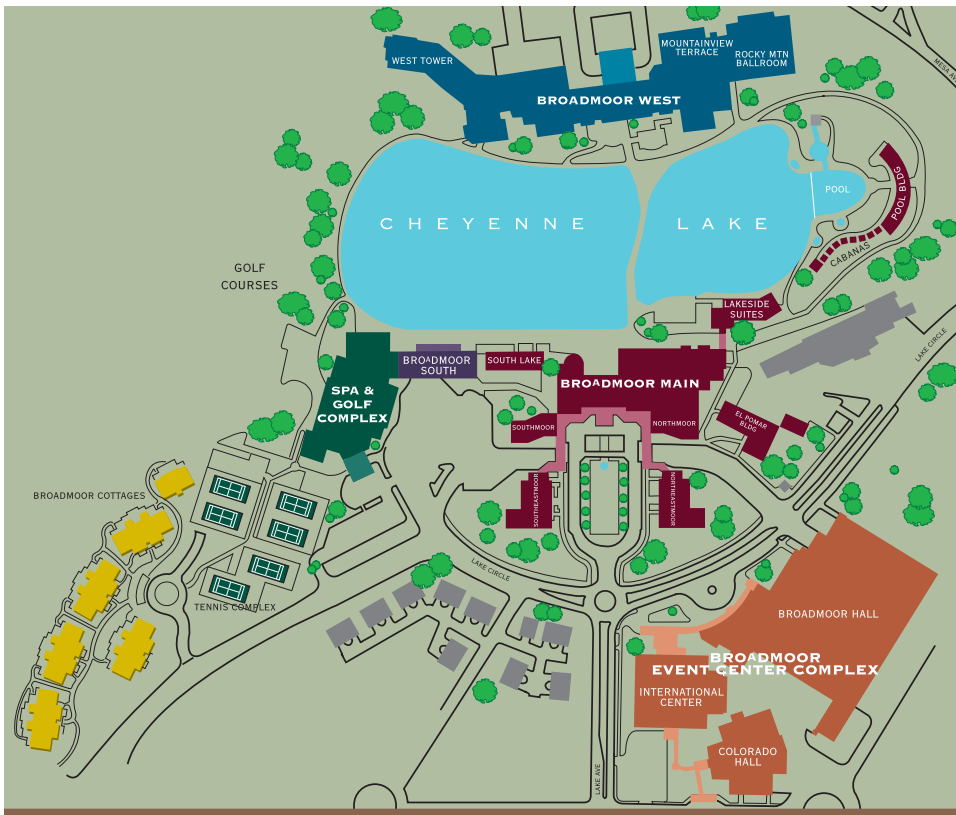 MOUNTAINVIEW
TERRACE
WEST TOWER
ROCKY MTN
BALLROOM
MESA AVE
BROADMOOR WEST
POOL
POOL BLDG
CHEYENNE LAKE
CABANAS
GOLF
COURSES
LAKESIDE
SUITES
LAKE CIRCLE
BROADMOOR
SOUTH
SOUTH LAKE
BROADMOOR MAIN
SPA &
GOLF
COMPLEX
EL POMAR
BLDG
SOUTHMOOR
NORTHMOOR
BROADMOOR COTTAGES
SOUTHEASTMOOR
NORTHEASTMOOR
LAKE CIRCLE
TENNIS COMPLEX
BROADMOOR HALL
BROADMOOR
EVENT CENTER COMPLEX
INTERNATIONAL
CENTER
COLORADO
HALL
LAKE AVE